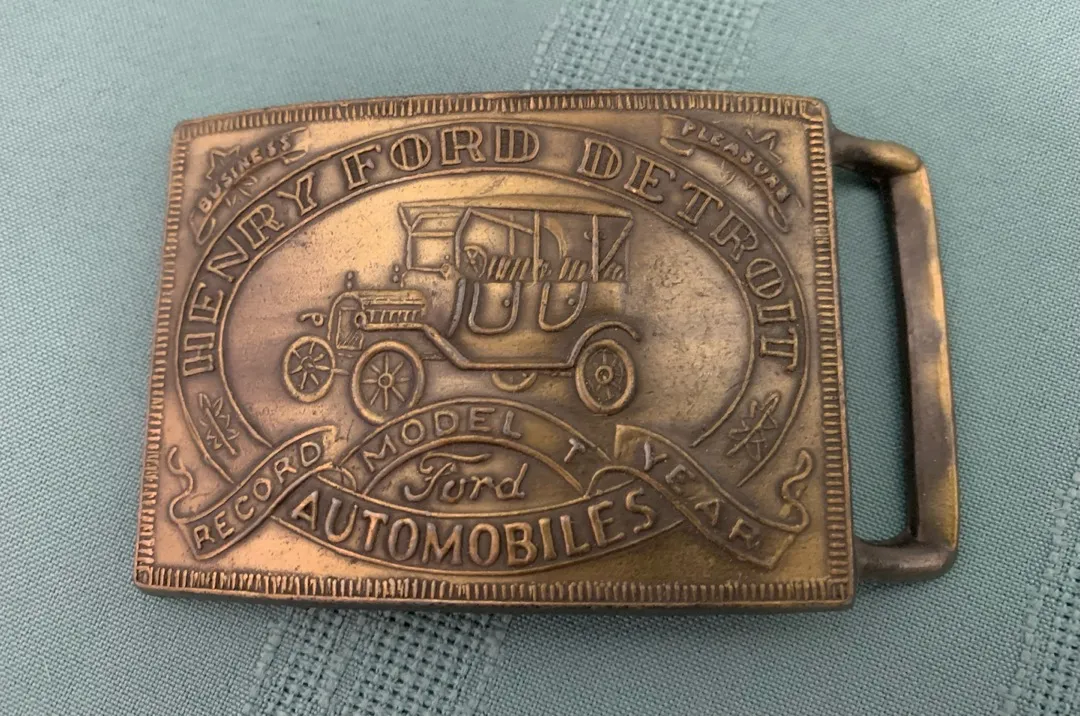 BUSINESS
PLEASURE
HENRY FORD DETROIT
MODEL T
RECORD YEAR
Ford
AUTOMOBILES